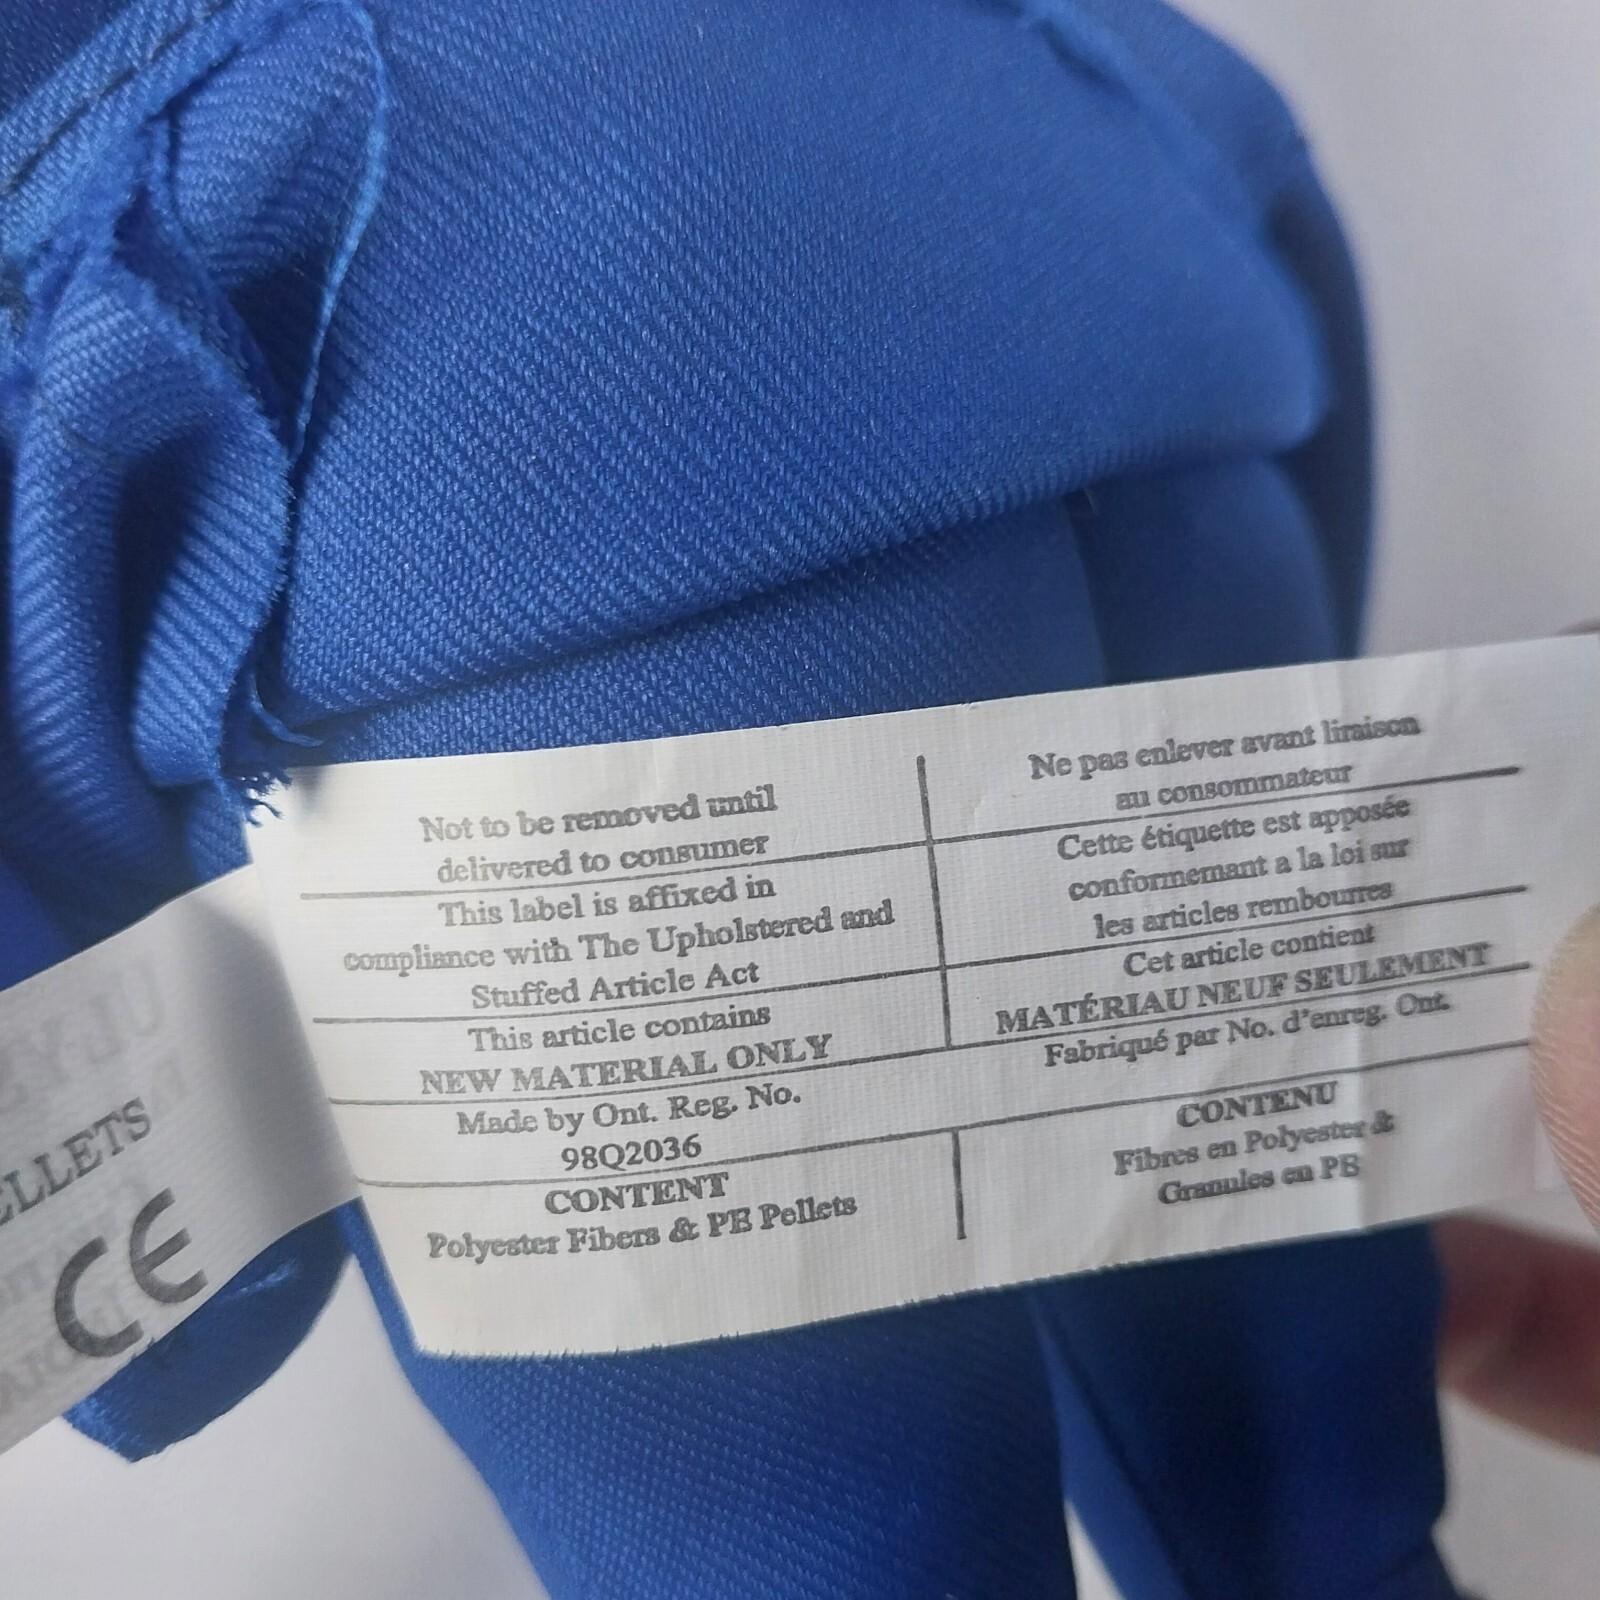 Not to be removed until
delivered to consumer
This label is affixed in
compliance with The Upholstered and
Stuffed Article Act
This article contains
NEW MATERIAL ONLY
Made by Ont. Reg. No.
98Q2036
CONTENT
Polyester Fibers & PE Pellets
Ne pas enlever avant liraison
au consommateur
Cette étiquette est apposée
conformemant a la loi sur
les articles rembourres
Cet article contient
MATÉRIAU NEUF SEULEMENT
Fabriqué par No. d'enreg. Ont.
CONTENU
Fibres en Polyester &
Granules en PE
ELLETS
CE